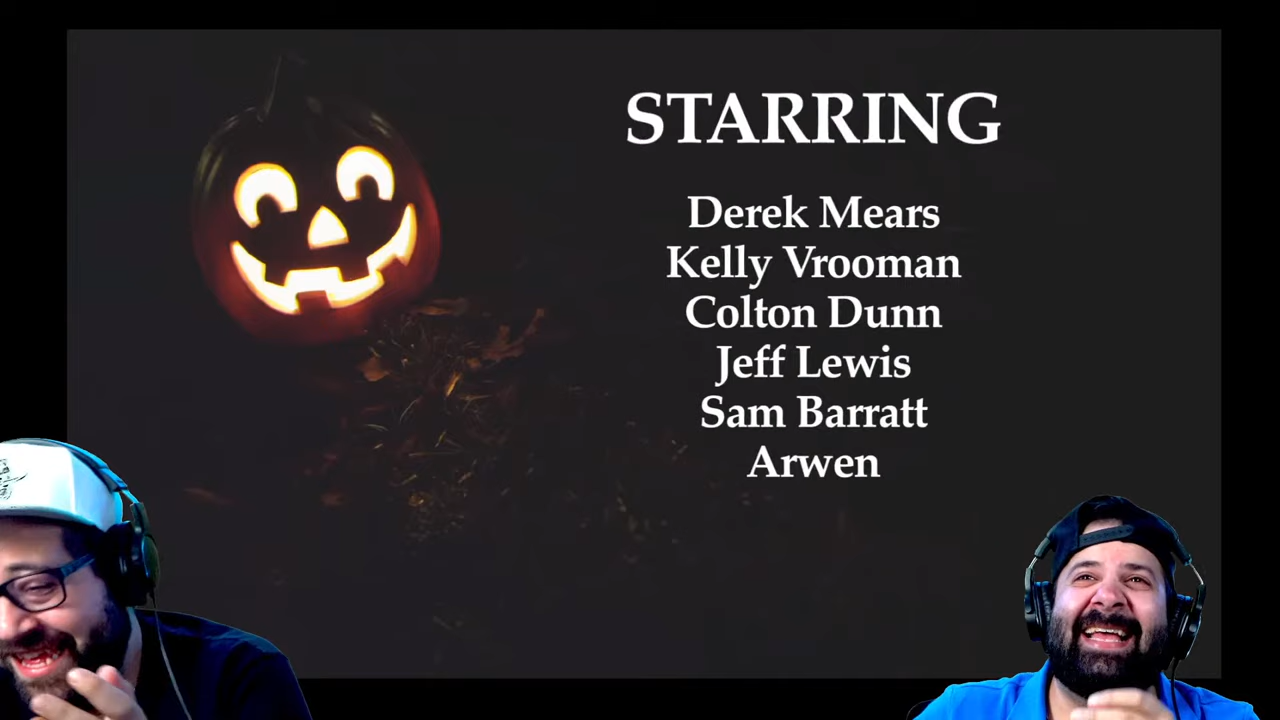 STARRING
Derek Mears
Kelly Vrooman
Colton Dunn
Jeff Lewis
Sam Barratt
Arwen